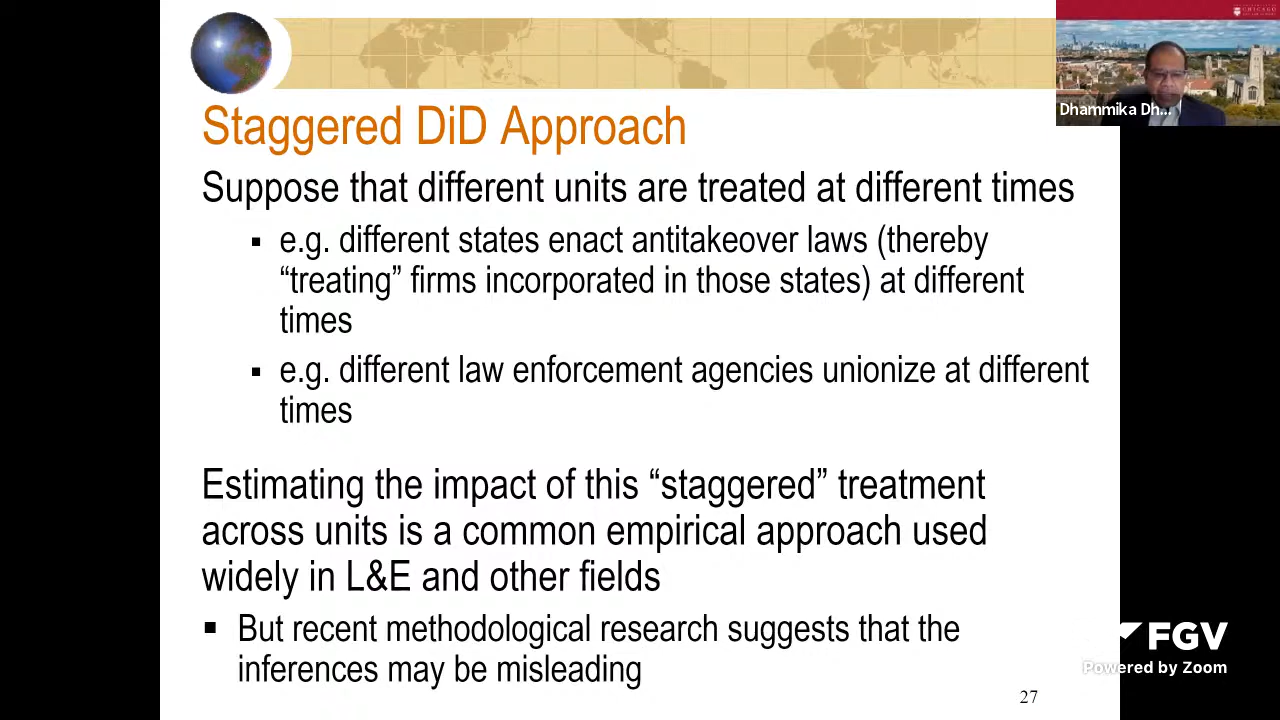 CHICAGO
Dhammika Dh...
Staggered DiD Approach
Suppose that different units are treated at different times
▪ e.g. different states enact antitakeover laws (thereby
“treating” firms incorporated in those states) at different
times
▪ e.g. different law enforcement agencies unionize at different
times
Estimating the impact of this “staggered” treatment
across units is a common empirical approach used
widely in L&E and other fields
▪ But recent methodological research suggests that the
inferences may be misleading
27
FGV
Powered by Zoom